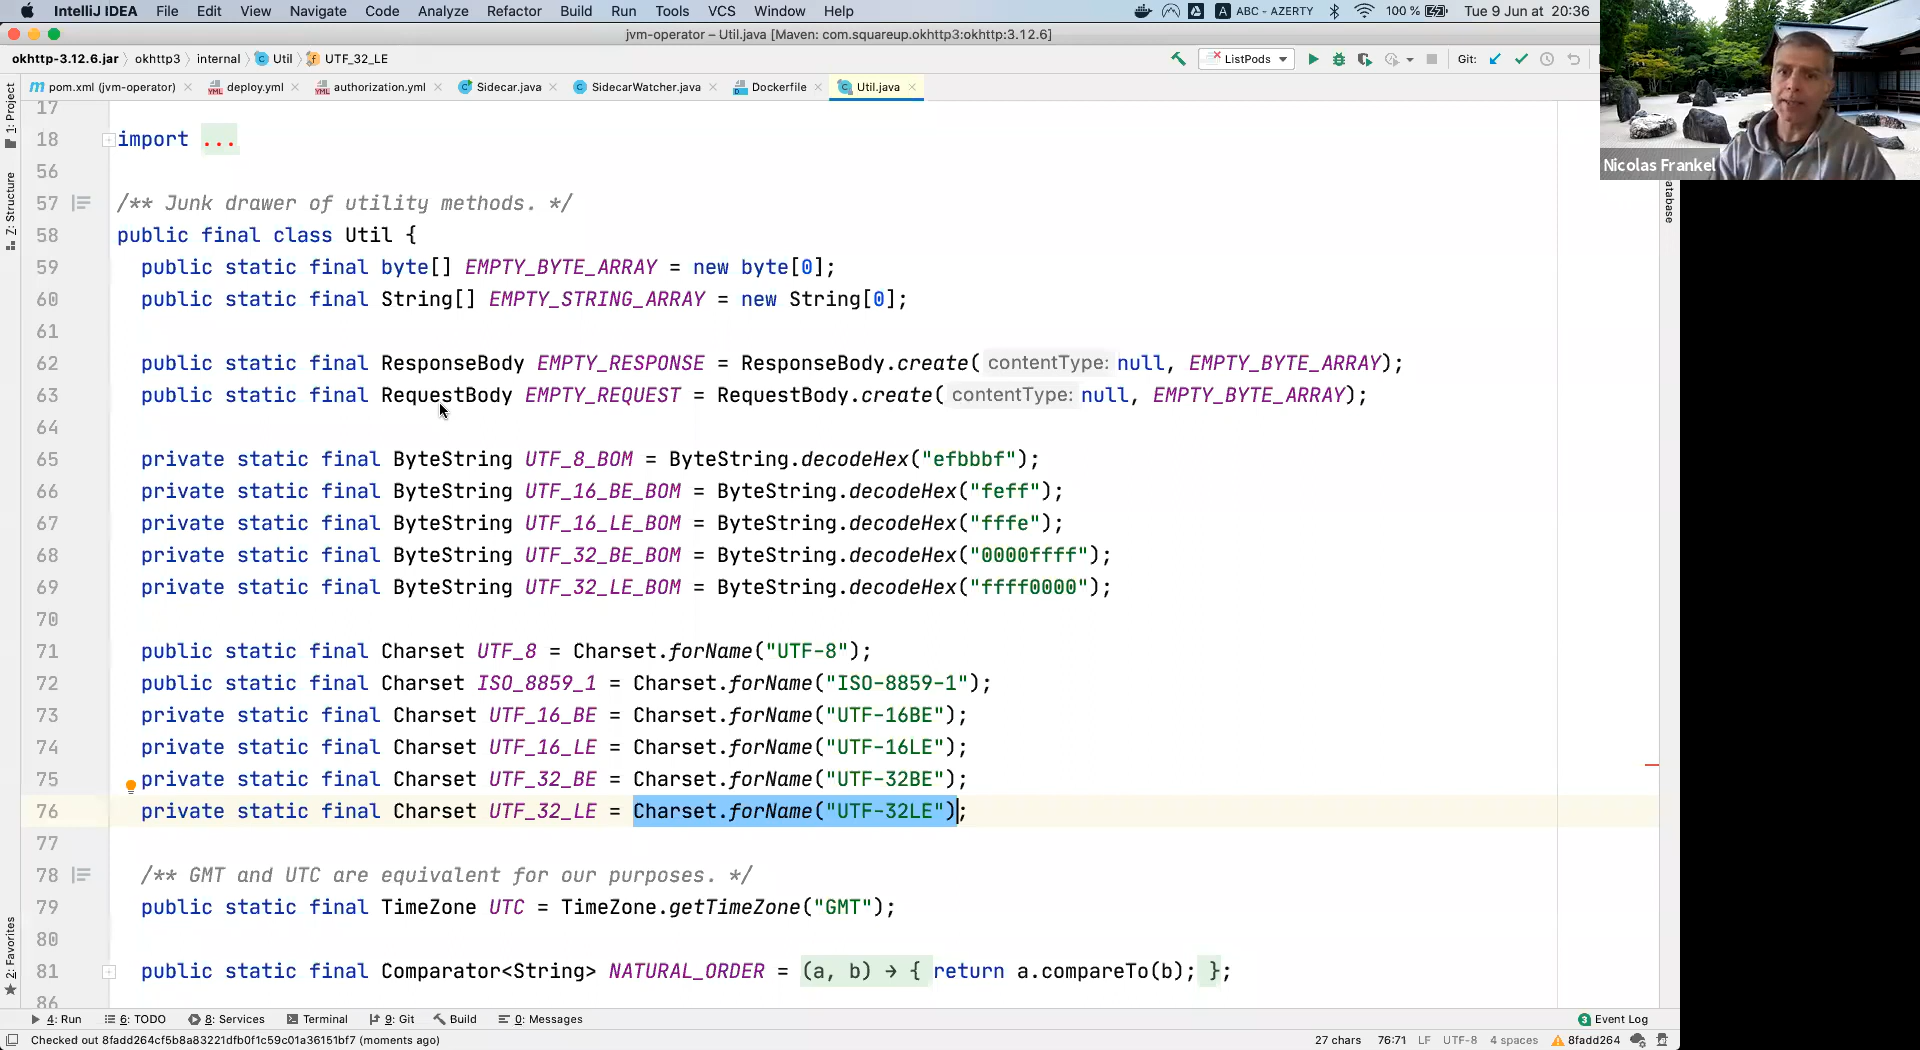 IntelliJ IDEA File Edit View Navigate Code Analyze Refactor Build Run Tools VCS Window Help A ABC - AZERTY 100 % Tue 9 Jun at 20:36
jvm-operator – Util.java [Maven: com.squareup.okhttp3:okhttp:3.12.6]
okhttp-3.12.6.jar okhttp3 internal Util UTF_32_LE ListPods Git:
pom.xml (jvm-operator) deploy.yml authorization.yml Sidecar.java SidecarWatcher.java Dockerfile Util.java
Nicolas Frankel
1: Project
Z: Structure
2: Favorites
atabase
17
18 import ...
56
57 /** Junk drawer of utility methods. */
58 public final class Util {
59 public static final byte[] EMPTY_BYTE_ARRAY = new byte[0];
60 public static final String[] EMPTY_STRING_ARRAY = new String[0];
61
62 public static final ResponseBody EMPTY_RESPONSE = ResponseBody.create( contentType: null, EMPTY_BYTE_ARRAY);
63 public static final RequestBody EMPTY_REQUEST = RequestBody.create( contentType: null, EMPTY_BYTE_ARRAY);
64
65 private static final ByteString UTF_8_BOM = ByteString.decodeHex("efbbbf");
66 private static final ByteString UTF_16_BE_BOM = ByteString.decodeHex("feff");
67 private static final ByteString UTF_16_LE_BOM = ByteString.decodeHex("fffe");
68 private static final ByteString UTF_32_BE_BOM = ByteString.decodeHex("0000ffff");
69 private static final ByteString UTF_32_LE_BOM = ByteString.decodeHex("ffff0000");
70
71 public static final Charset UTF_8 = Charset.forName("UTF-8");
72 public static final Charset ISO_8859_1 = Charset.forName("ISO-8859-1");
73 private static final Charset UTF_16_BE = Charset.forName("UTF-16BE");
74 private static final Charset UTF_16_LE = Charset.forName("UTF-16LE");
75 private static final Charset UTF_32_BE = Charset.forName("UTF-32BE");
76 private static final Charset UTF_32_LE = Charset.forName("UTF-32LE");
77
78 /** GMT and UTC are equivalent for our purposes. */
79 public static final TimeZone UTC = TimeZone.getTimeZone("GMT");
80
81 public static final Comparator<String> NATURAL_ORDER = (a, b) → { return a.compareTo(b); };
86
4: Run 6: TODO 8: Services Terminal 9: Git Build 0: Messages 3 Event Log
Checked out 8fadd264cf5b8a83221dfb0f1c59c01a36151bf7 (moments ago) 27 chars 76:71 LF UTF-8 4 spaces 8fadd264